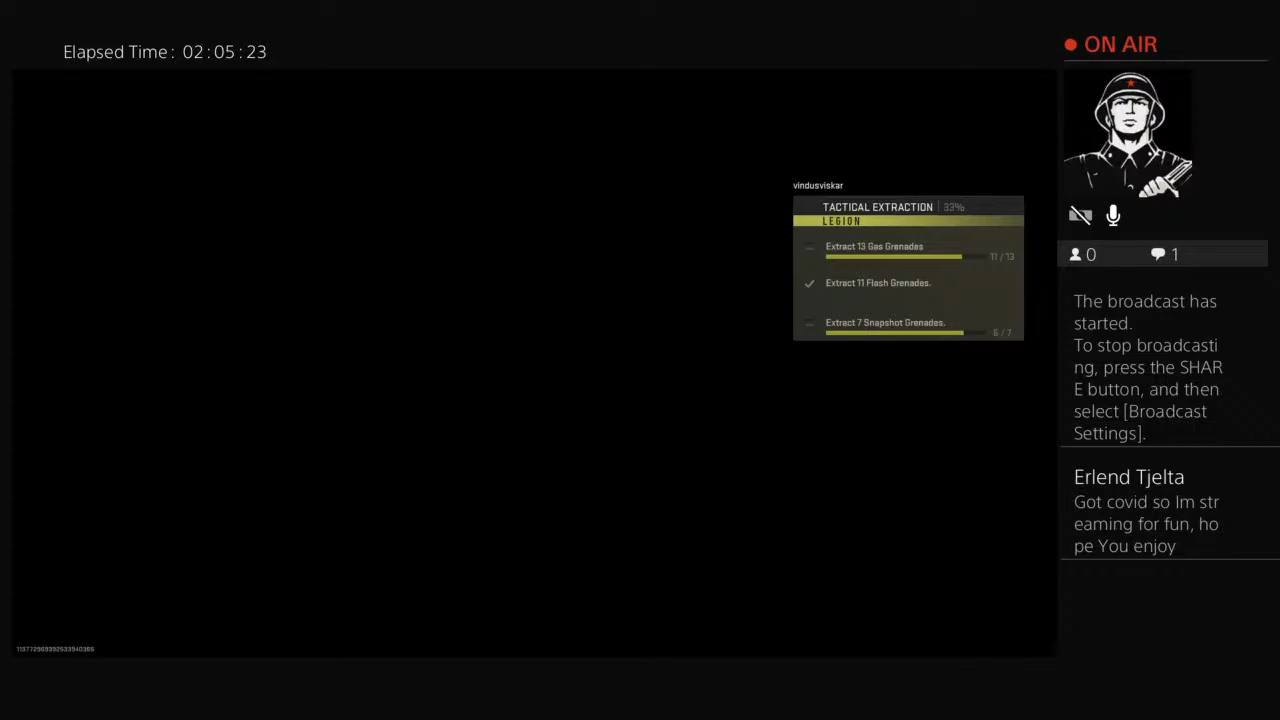 Elapsed Time: 02:05:23
ON AIR
vindusviskar
TACTICAL EXTRACTION | 33%
LEGION
Extract 13 Gas Grenades
11 / 13
Extract 11 Flash Grenades.
Extract 7 Snapshot Grenades.
6 / 7
0
1
The broadcast has
started.
To stop broadcasti
ng, press the SHAR
E button, and then
select [Broadcast
Settings].
Erlend Tjelta
Got covid so Im str
eaming for fun, ho
pe You enjoy